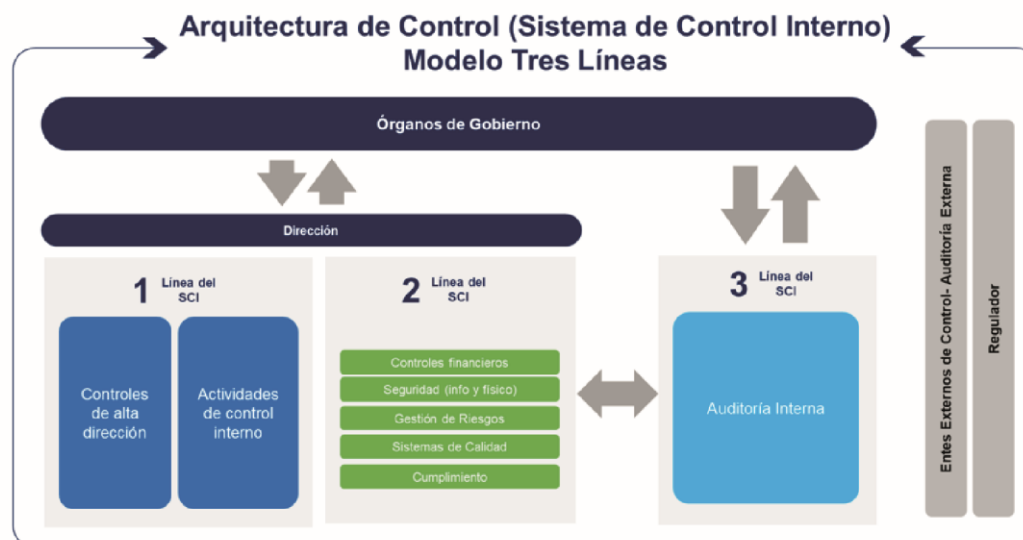 Arquitectura de Control (Sistema de Control Interno)
Modelo Tres Líneas
Órganos de Gobierno
Dirección
1 Línea del
SCI
Controles
de alta
dirección
Actividades
de control
interno
2 Línea del
SCI
Controles financieros
Seguridad (info y físico)
Gestión de Riesgos
Sistemas de Calidad
Cumplimiento
3 Línea del
SCI
Auditoría Interna
Entes Externos de Control- Auditoría Externa
Regulador